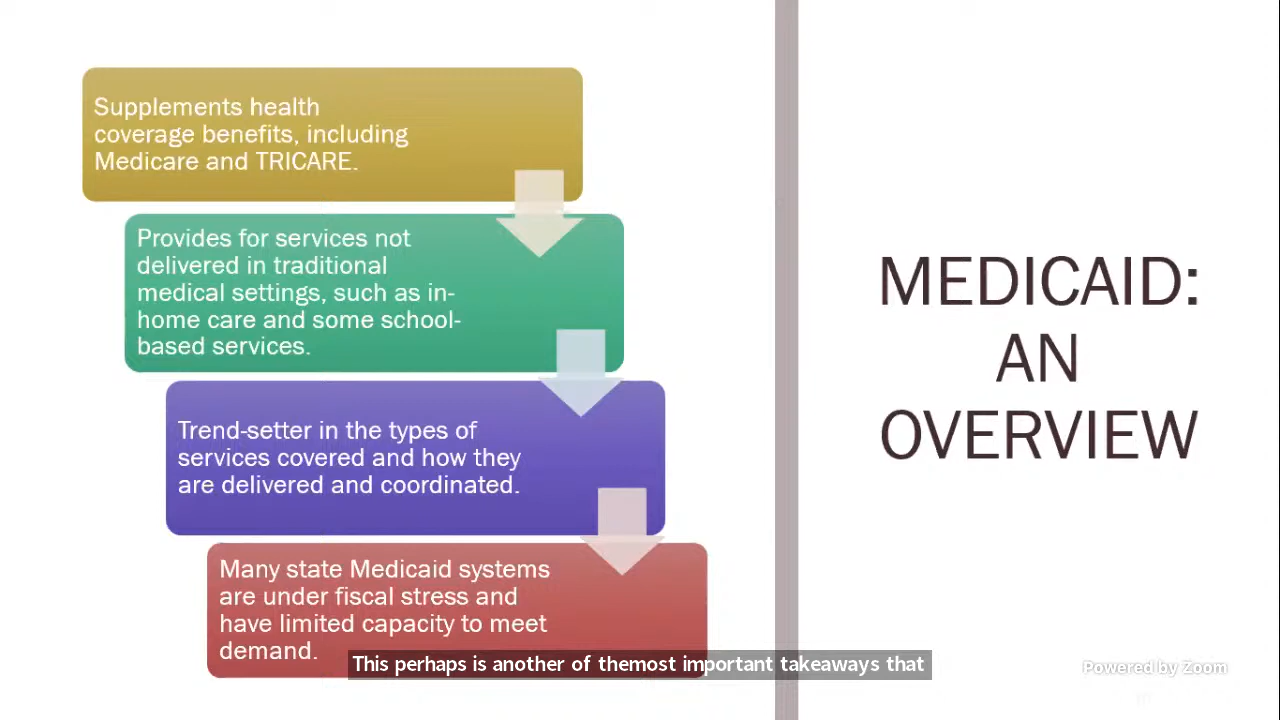 Supplements health
coverage benefits, including
Medicare and TRICARE.
Provides for services not
delivered in traditional
medical settings, such as in-
home care and some school-
based services.
Trend-setter in the types of
services covered and how they
are delivered and coordinated.
Many state Medicaid systems
are under fiscal stress and
have limited capacity to meet
demand.
MEDICAID:
AN
OVERVIEW
This perhaps is another of themost important takeaways that
Powered by Zoom